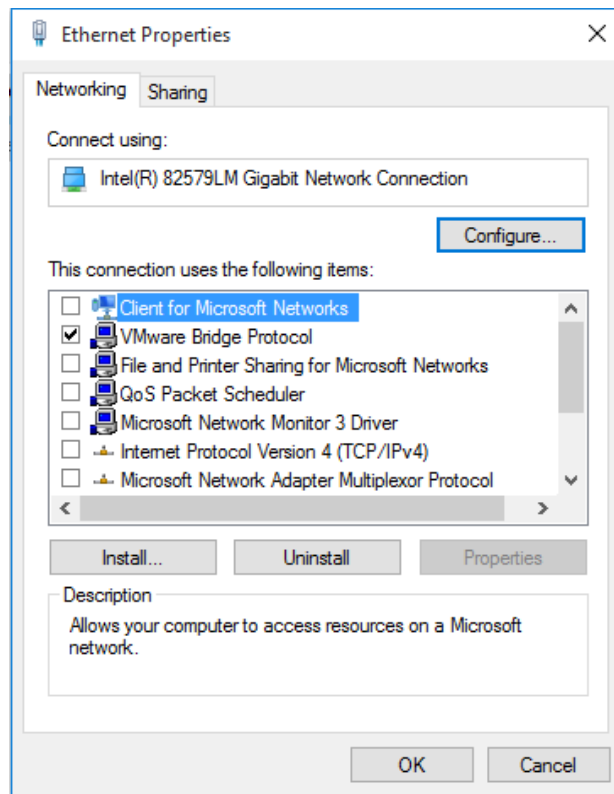 Ethernet Properties
Networking
Sharing
Connect using:
Intel(R) 82579LM Gigabit Network Connection
Configure...
This connection uses the following items:
Client for Microsoft Networks
VMware Bridge Protocol
File and Printer Sharing for Microsoft Networks
QoS Packet Scheduler
Microsoft Network Monitor 3 Driver
Internet Protocol Version 4 (TCP/IPv4)
Microsoft Network Adapter Multiplexor Protocol
Install...
Uninstall
Properties
Description
Allows your computer to access resources on a Microsoft
network.
OK
Cancel